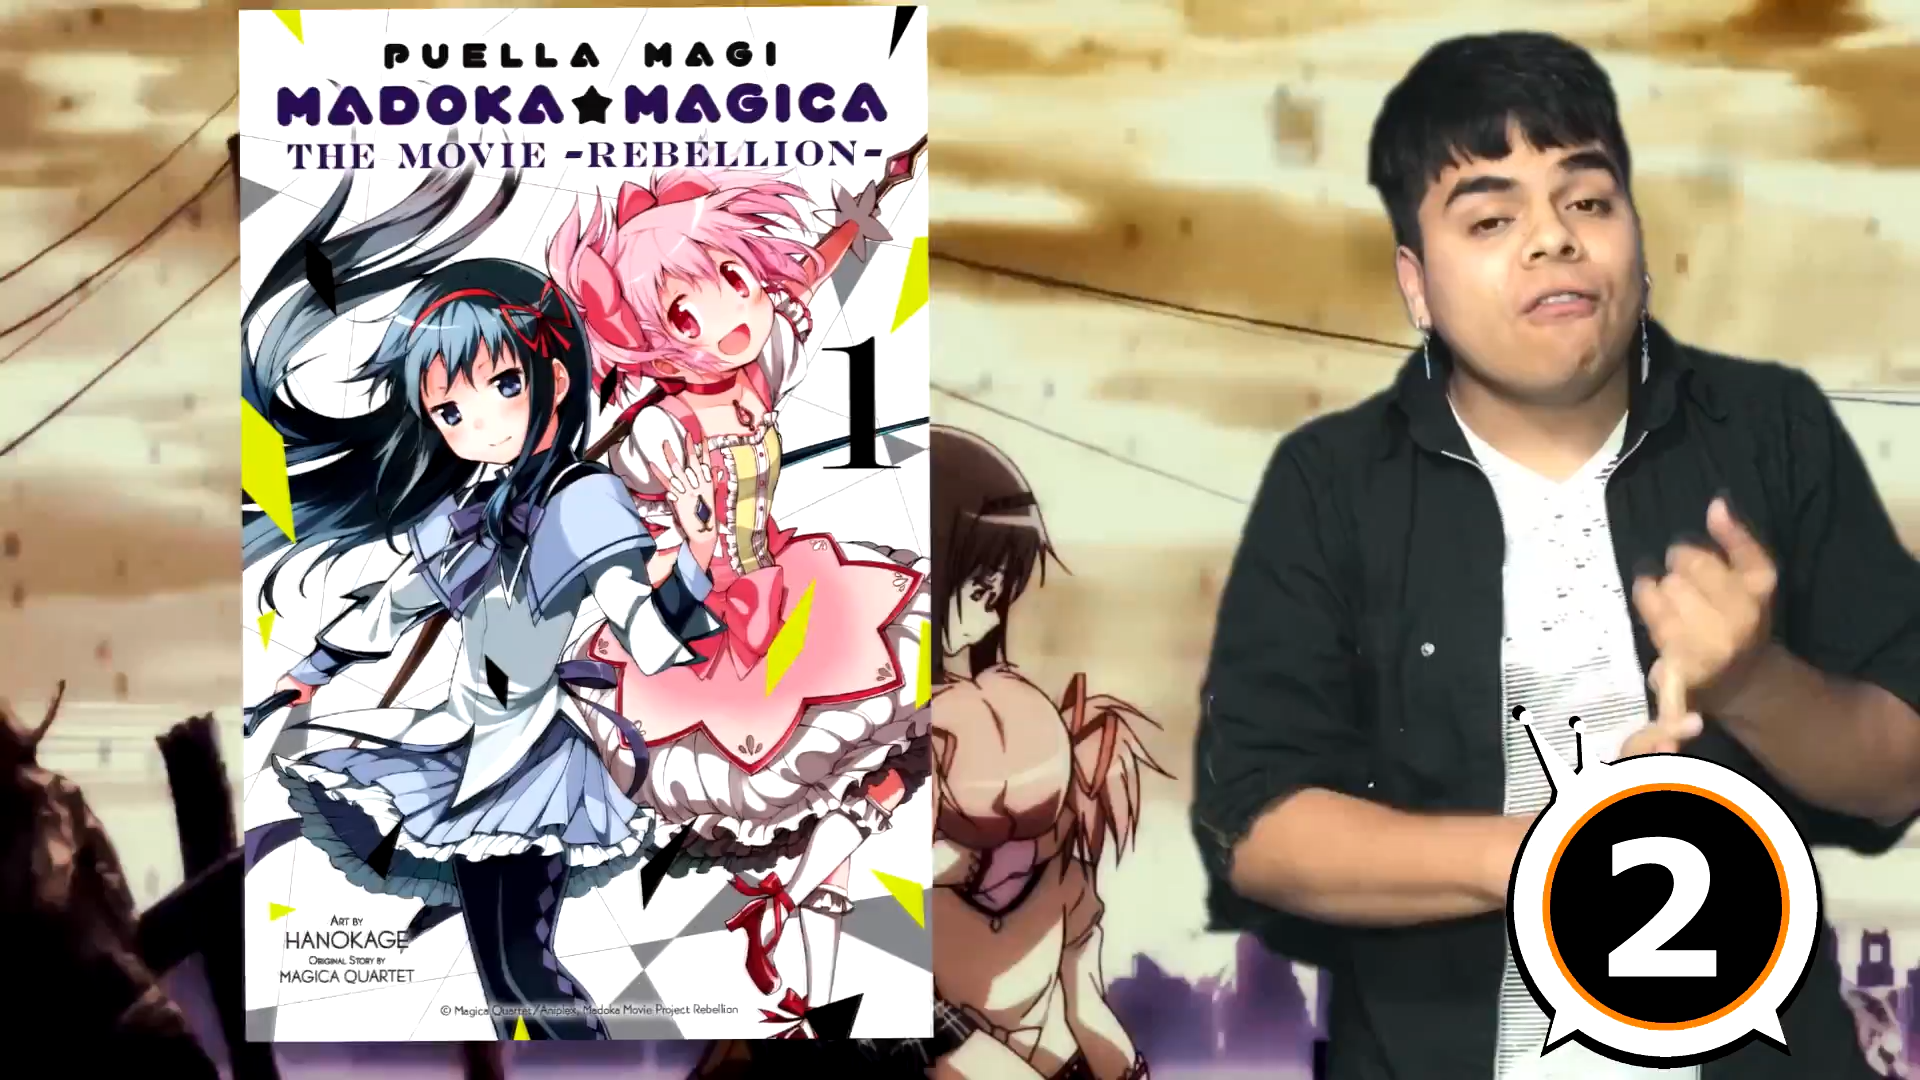 PUELLA MAGI
MADOKA★MAGICA
THE MOVIE -REBELLION-
1
ART BY
HANOKAGE
ORIGINAL STORY BY
MAGICA QUARTET
© Magica Quartet/Aniplex, Madoka Movie Project Rebellion
2